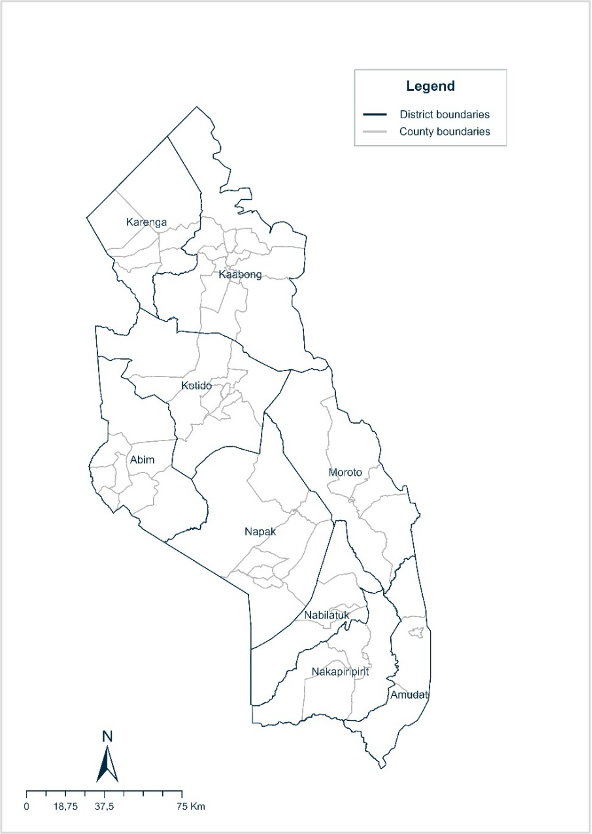 Legend
District boundaries
County boundaries
Karenga
Kaabong
Kotido
Abim
Moroto
Napak
Nabilatuk
Nakapiripirit
Amudat
N
0 18,75 37,5 75 Km